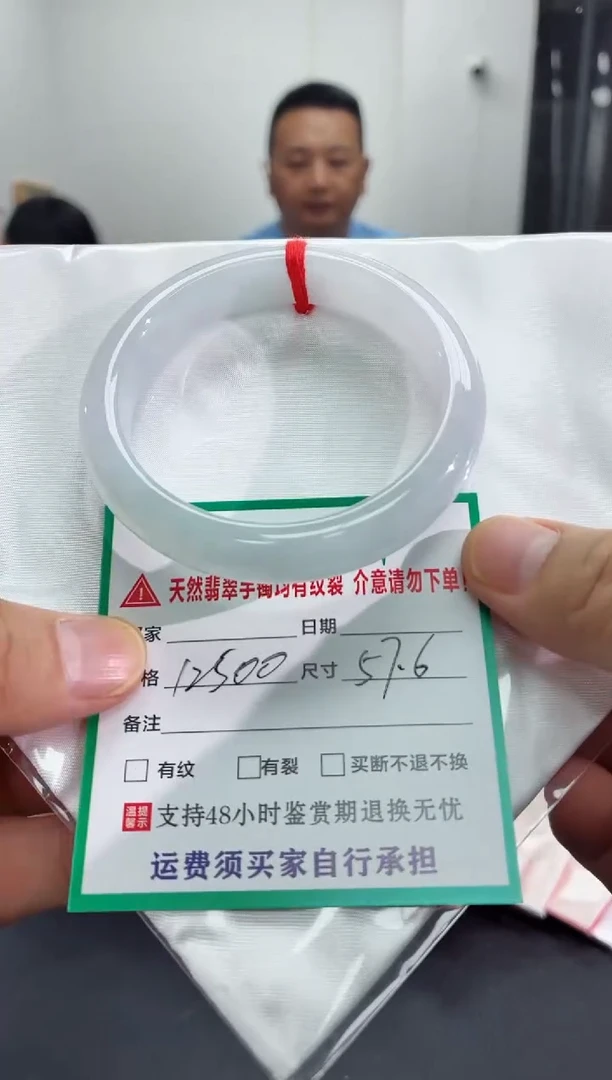 天然翡翠手镯均有纹裂 介意请勿下单!
家 日期
格 12500 尺寸 57.6
备注
有纹 有裂 买断不退不换
温馨提示 支持48小时鉴赏期退换无忧
运费须买家自行承担